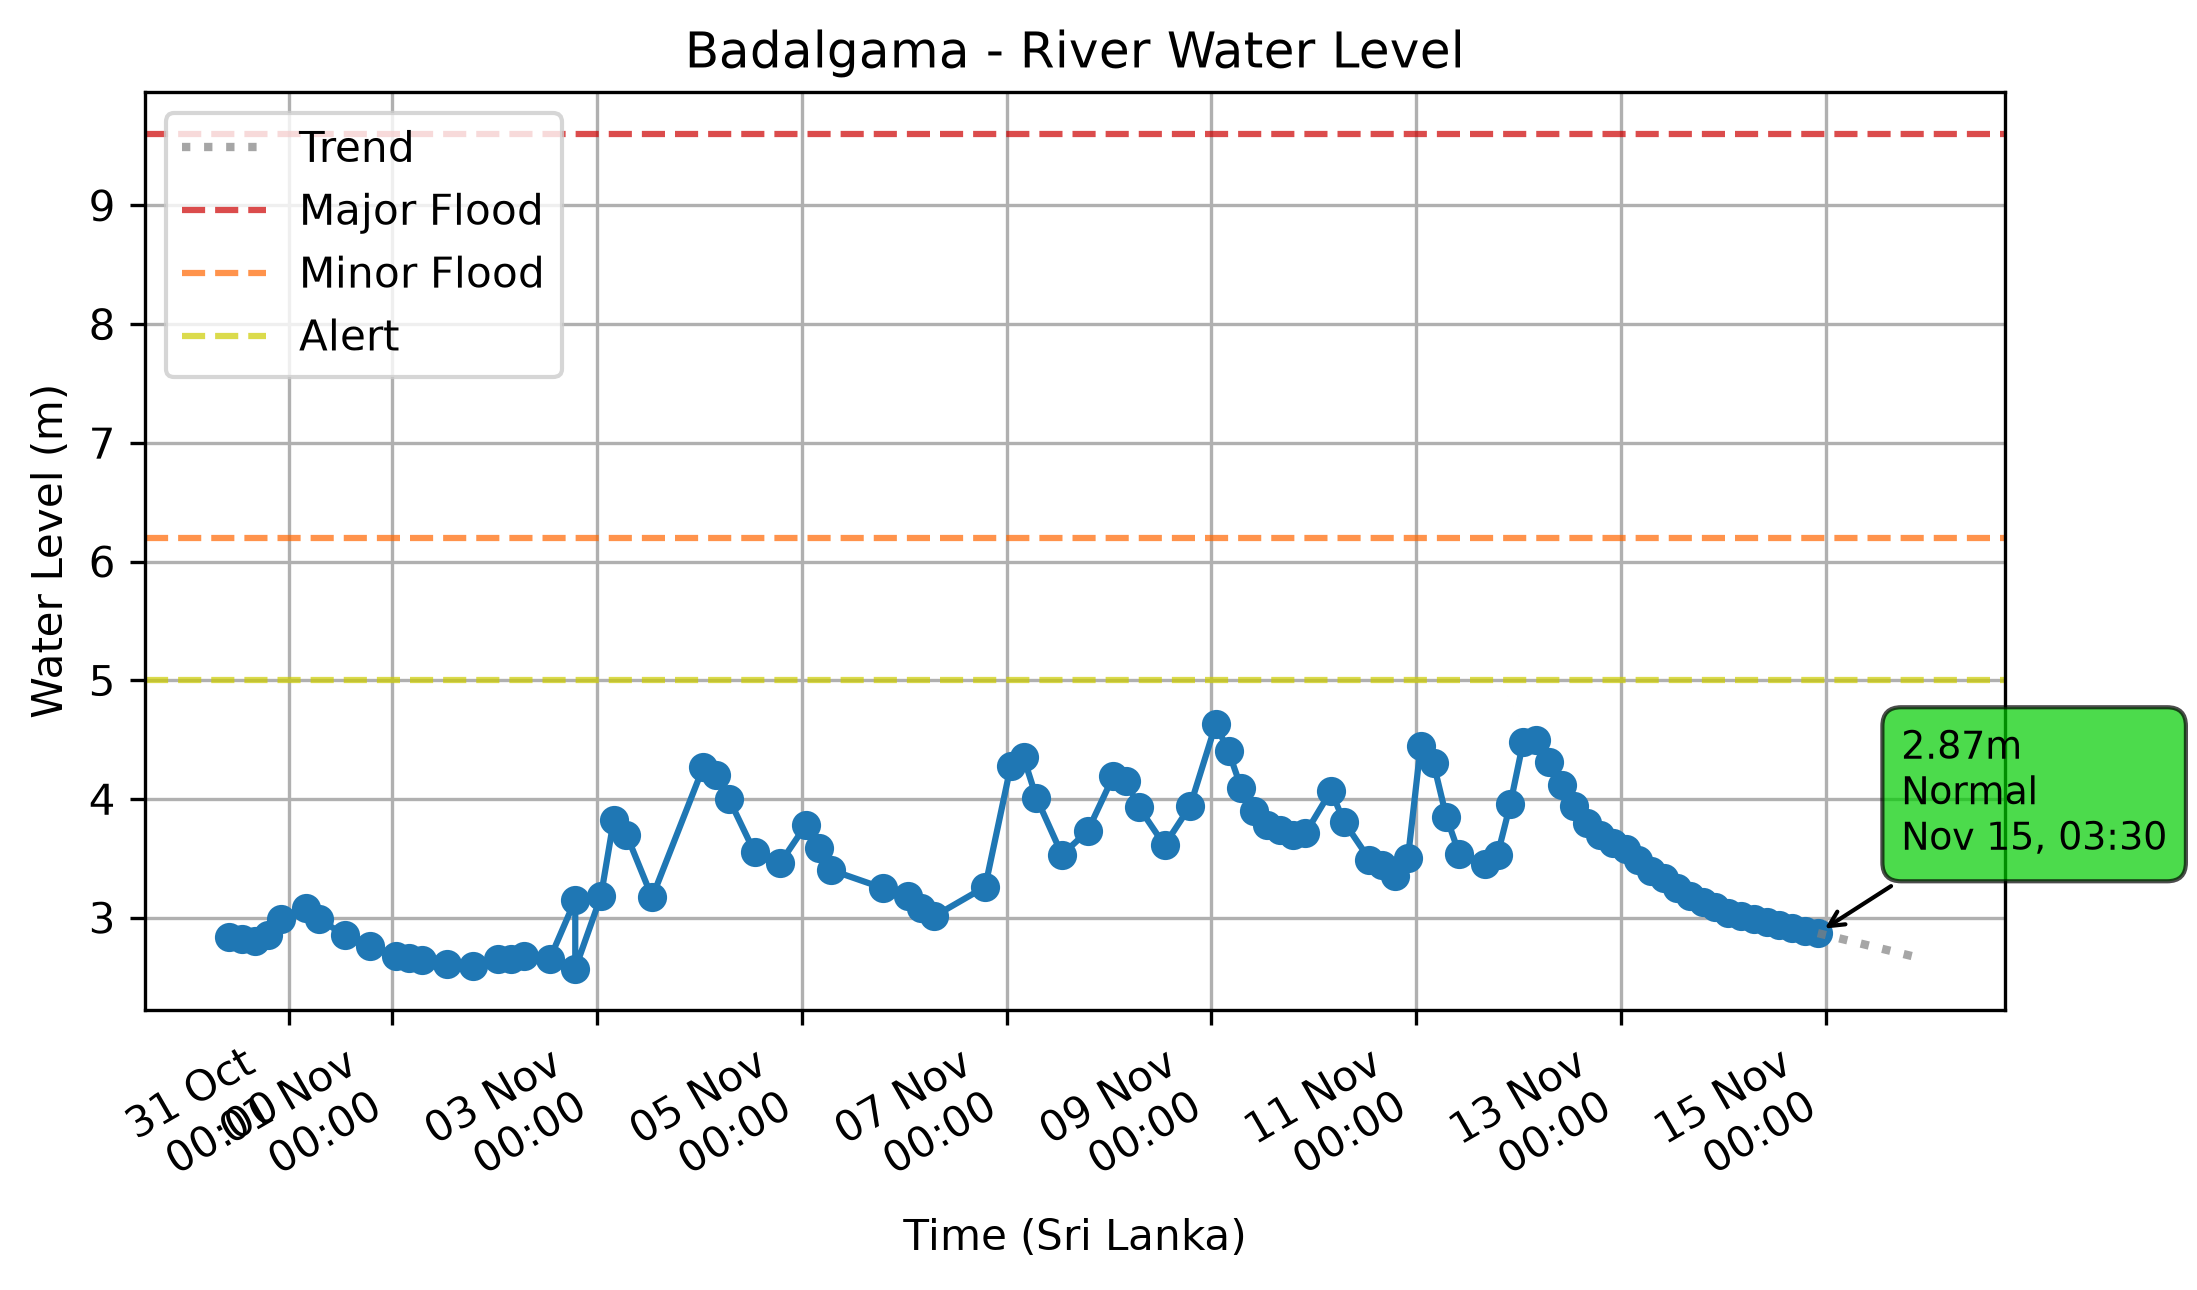 Badalgama - River Water Level
Trend
Major Flood
Minor Flood
Alert
Water Level (m)
9
8
7
6
5
4
3
2.87m
Normal
Nov 15, 03:30
31 Oct
00:00
01 Nov
00:00
03 Nov
00:00
05 Nov
00:00
07 Nov
00:00
09 Nov
00:00
11 Nov
00:00
13 Nov
00:00
15 Nov
00:00
Time (Sri Lanka)